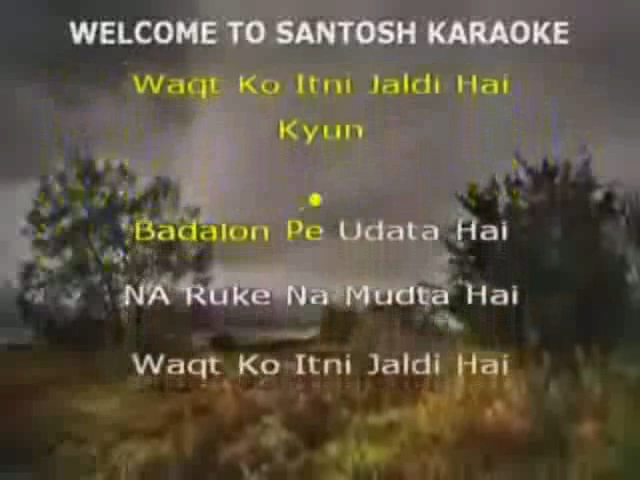 WELCOME TO SANTOSH KARAOKE
Waqt Ko Itni Jaldi Hai
Kyun
Badalon Pe Udata Hai
NA Ruke Na Mudta Hai
Waqt Ko Itni Jaldi Hai